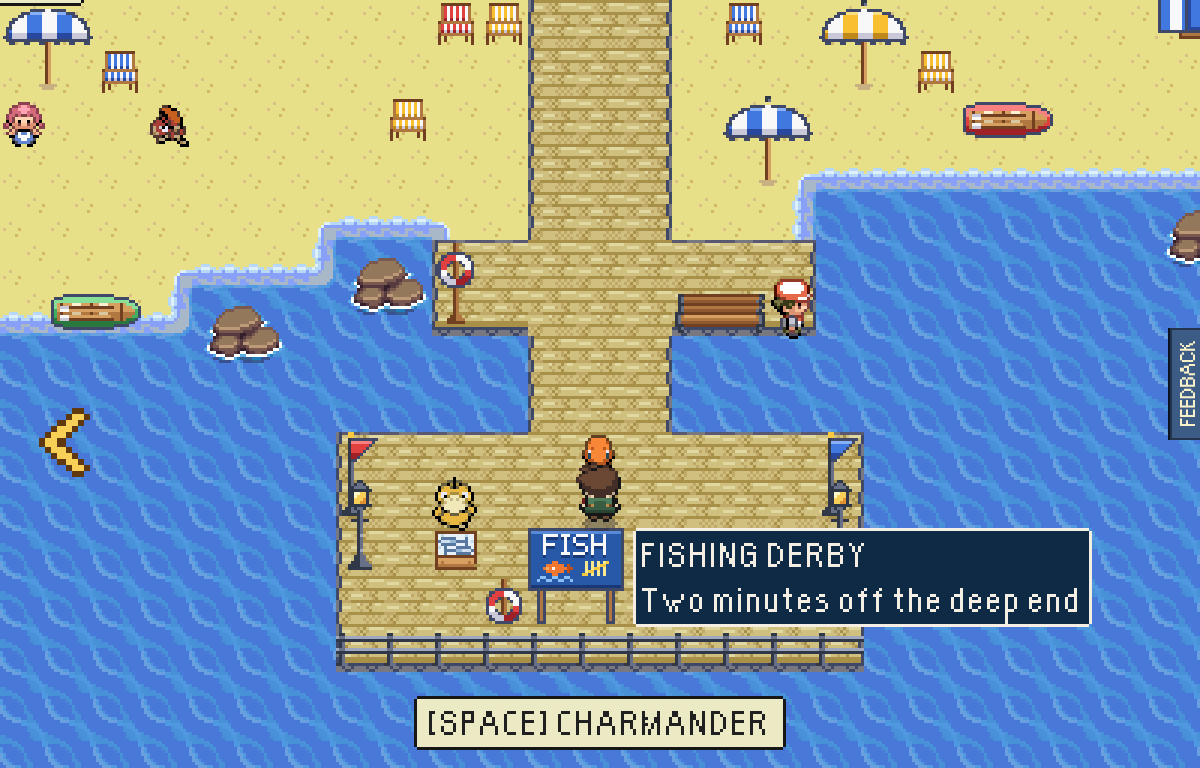 FEEDBACK
FISH
FISHING DERBY
Two minutes off the deep end
[SPACE] CHARMANDER